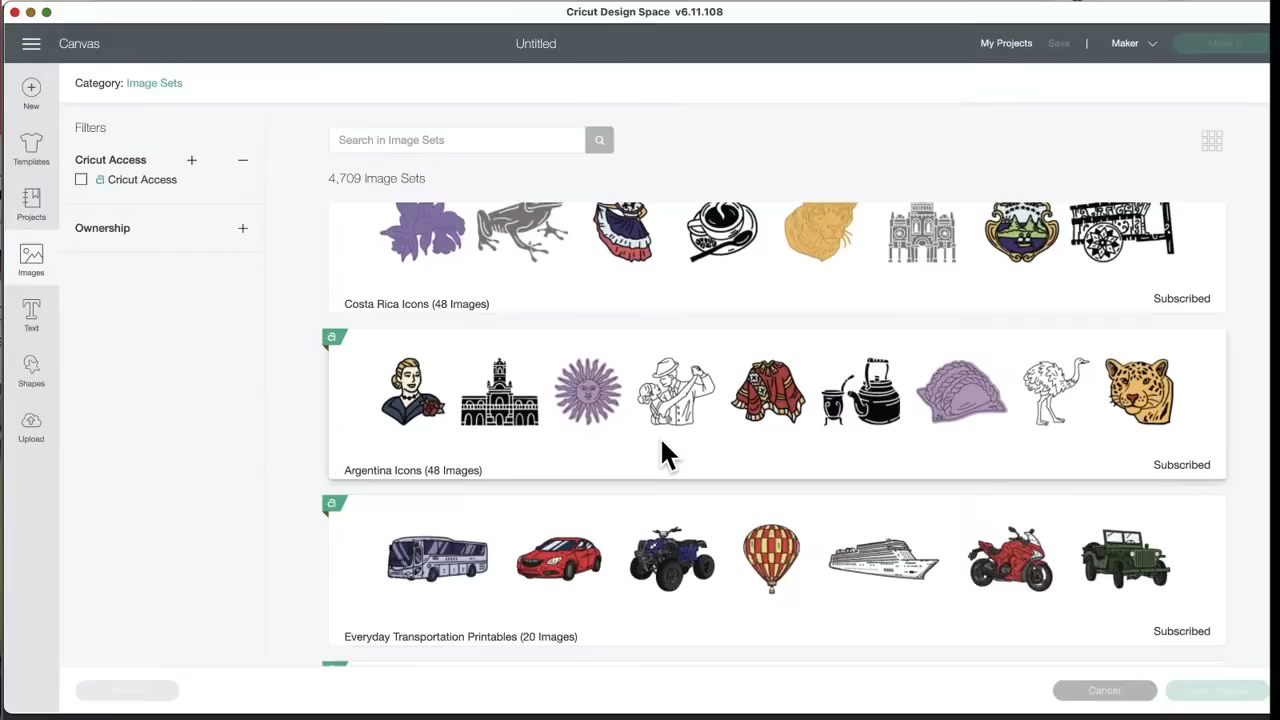 Cricut Design Space v6.11.108
Canvas
Untitled
My Projects
Save
|
Maker
New
Templates
Projects
Images
Text
Shapes
Upload
Category: Image Sets
Filters
Cricut Access + −
a Cricut Access
Ownership +
Search in Image Sets
4,709 Image Sets
Costa Rica Icons (48 Images)
Subscribed
a
Argentina Icons (48 Images)
Subscribed
a
Everyday Transportation Printables (20 Images)
Subscribed
Cancel